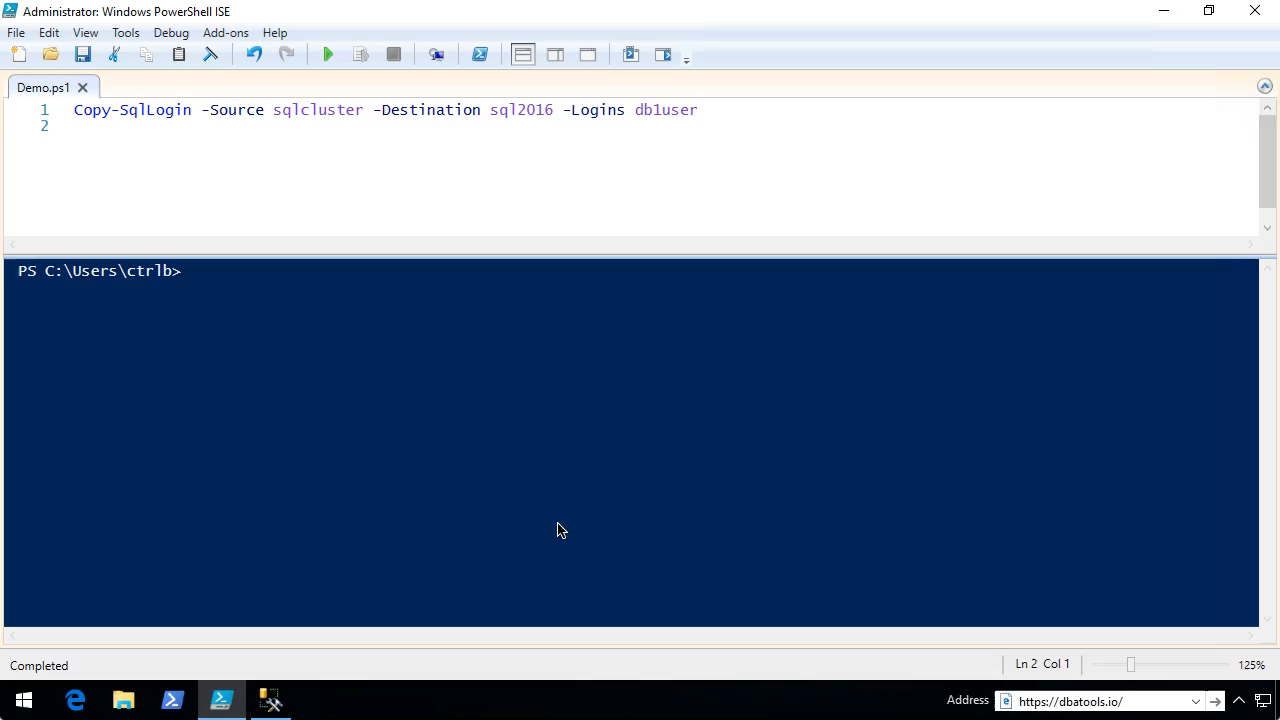 Administrator: Windows PowerShell ISE
File Edit View Tools Debug Add-ons Help
Demo.ps1
1 Copy-SqlLogin -Source sqlcluster -Destination sql2016 -Logins db1user
2
PS C:\Users\ctrlb>
Completed
Ln 2 Col 1
125%
Address https://dbatools.io/